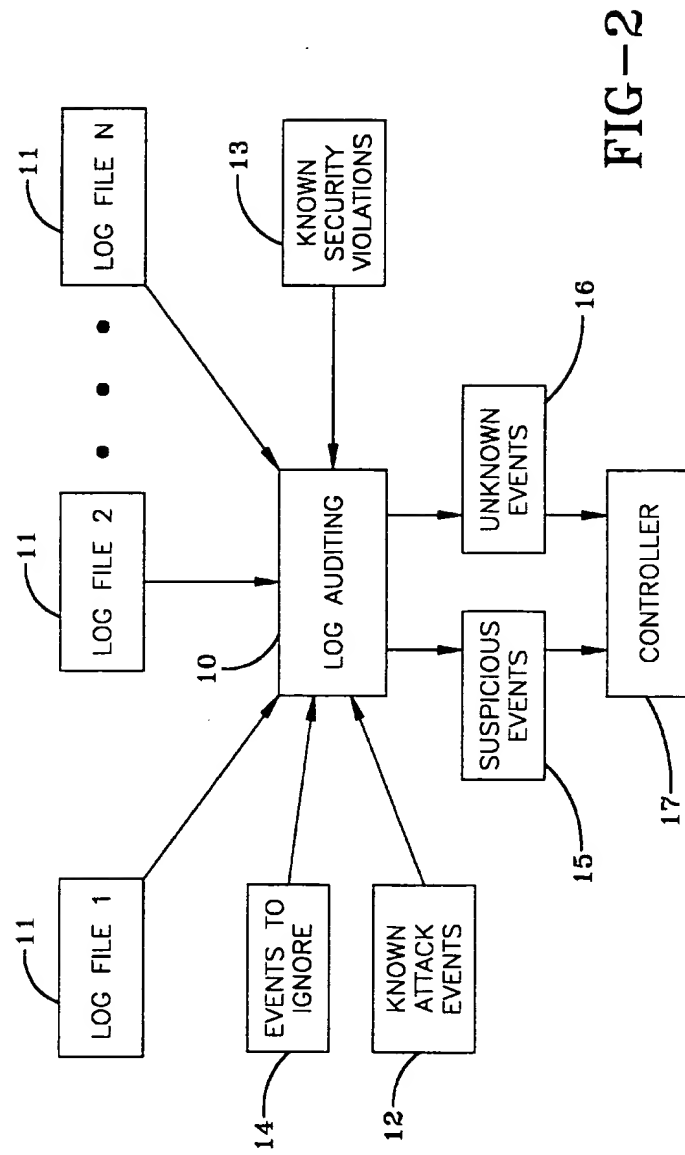 11
LOG FILE 1
11
LOG FILE 2
11
LOG FILE N
14
EVENTS TO
IGNORE
10
LOG AUDITING
13
KNOWN
SECURITY
VIOLATIONS
12
KNOWN
ATTACK
EVENTS
15
SUSPICIOUS
EVENTS
16
UNKNOWN
EVENTS
17
CONTROLLER
FIG-2